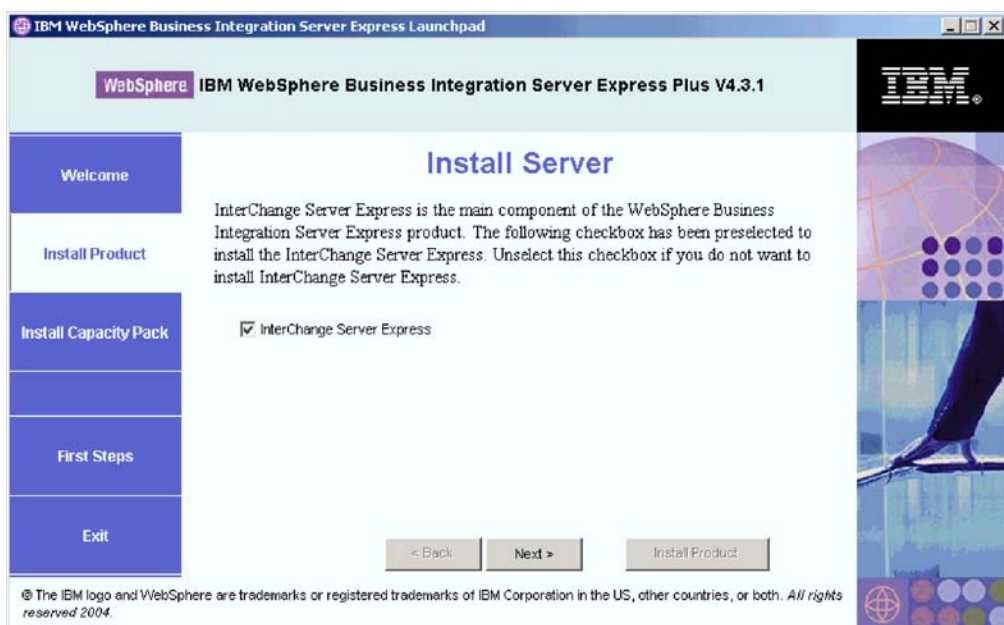 IBM WebSphere Business Integration Server Express Launchpad
WebSphere IBM WebSphere Business Integration Server Express Plus V4.3.1
IBM®
Welcome
Install Product
Install Capacity Pack
First Steps
Exit
Install Server
InterChange Server Express is the main component of the WebSphere Business
Integration Server Express product. The following checkbox has been preselected to
install the InterChange Server Express. Unselect this checkbox if you do not want to
install InterChange Server Express.
InterChange Server Express
< Back
Next >
Install Product
© The IBM logo and WebSphere are trademarks or registered trademarks of IBM Corporation in the US, other countries, or both. All rights
reserved 2004.